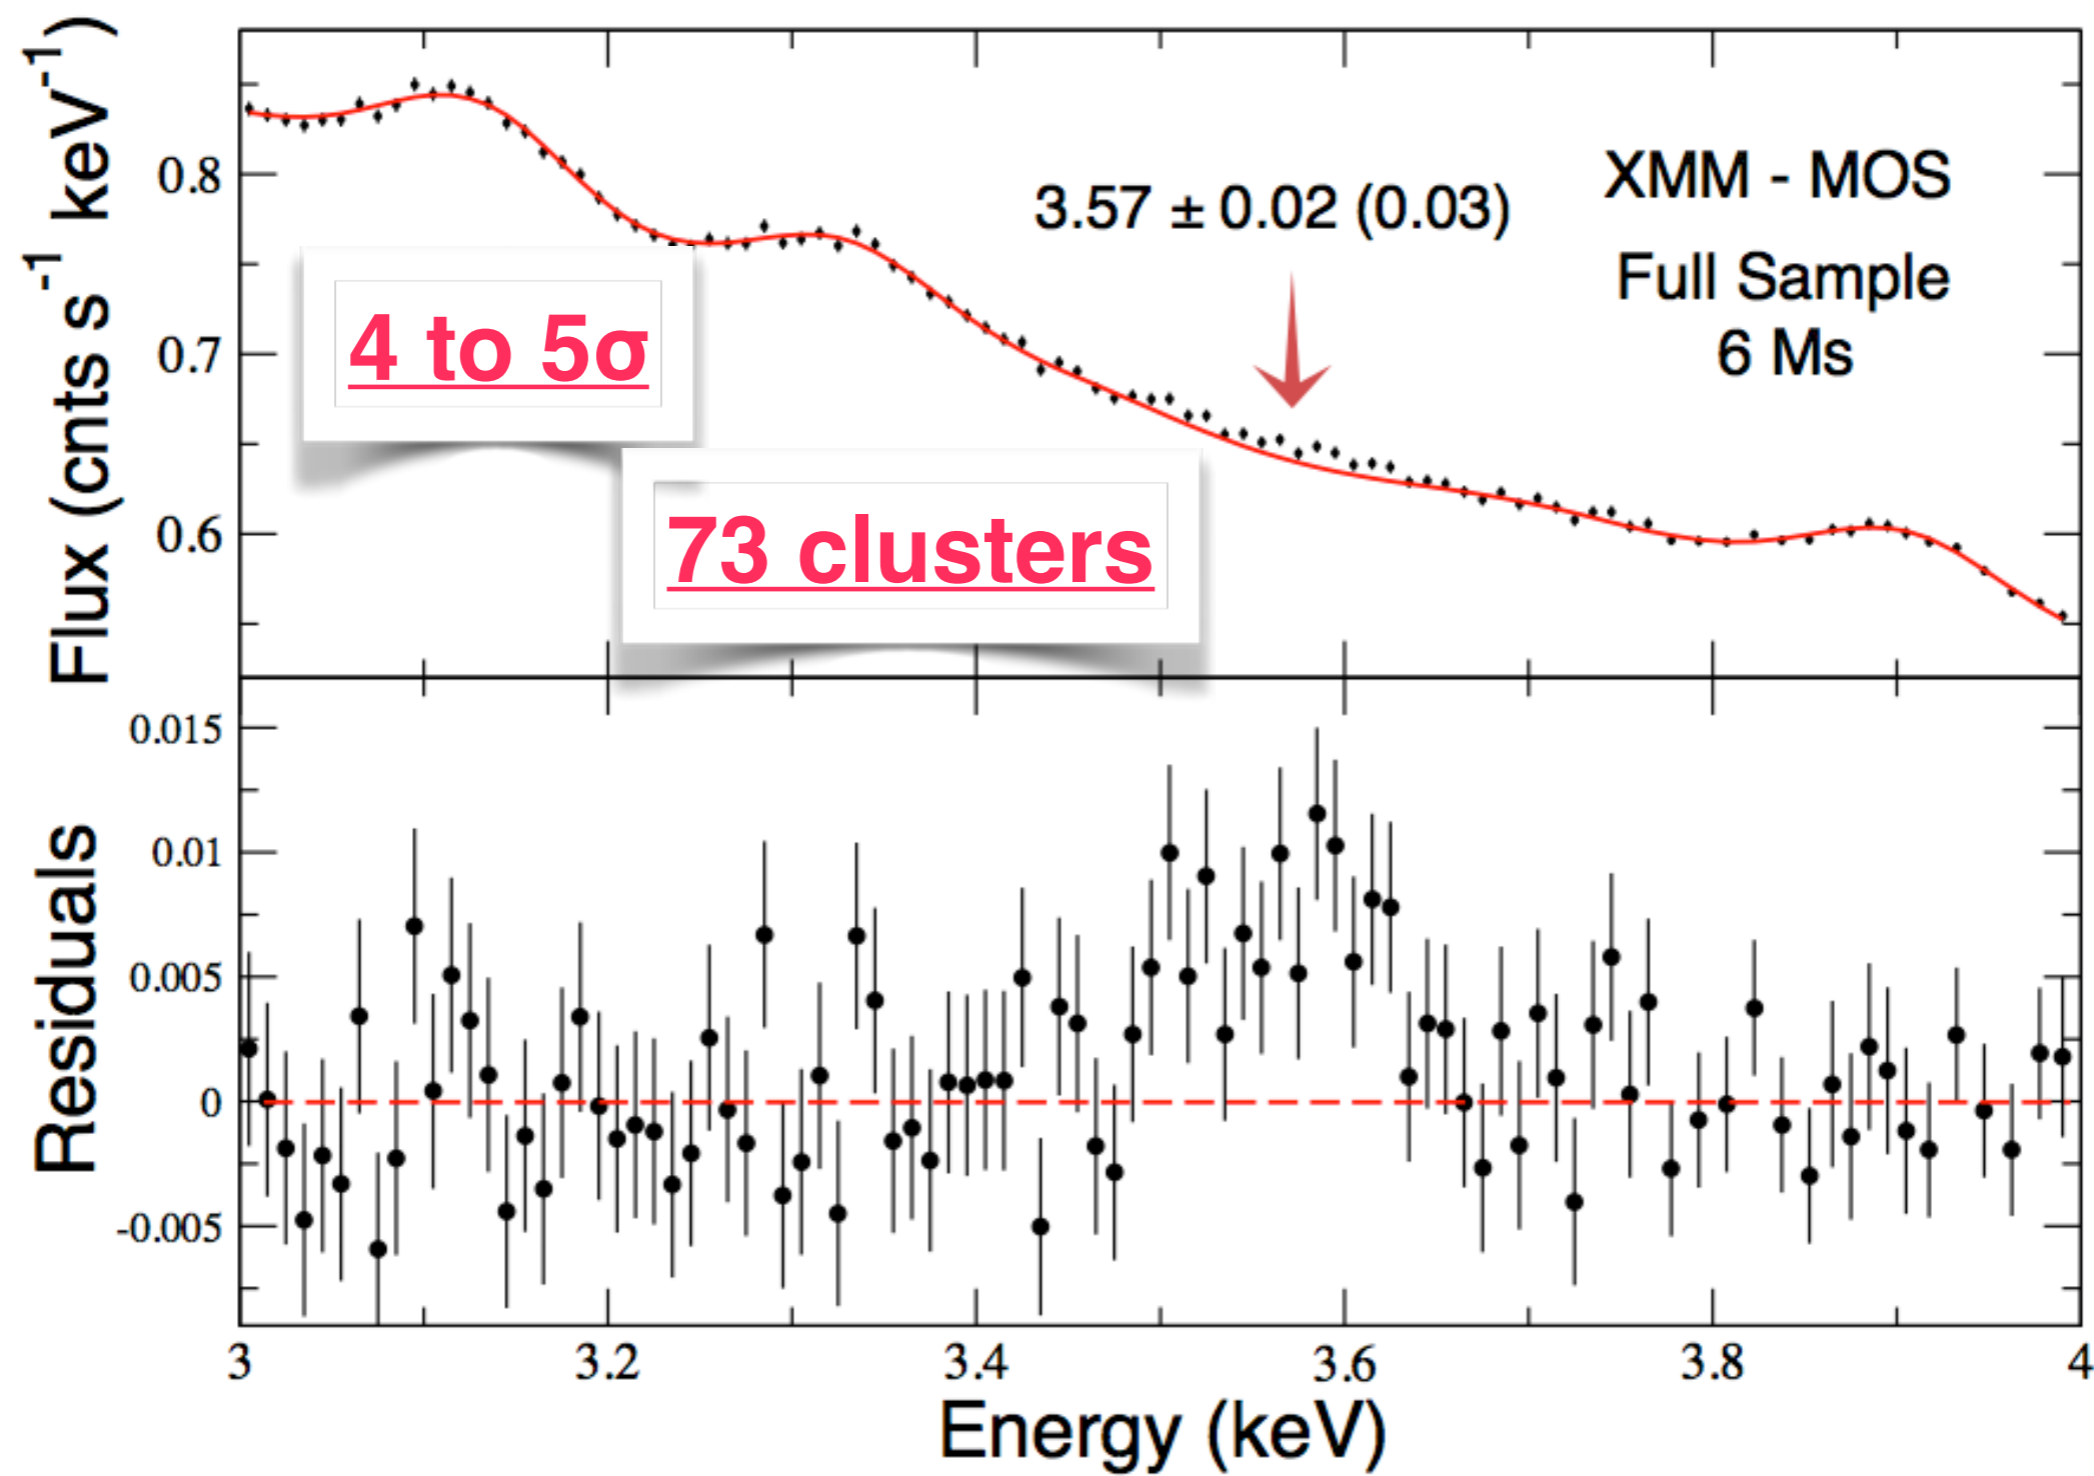 Flux (cnts s⁻¹ keV⁻¹)
0.8
0.7
0.6
3.57 ± 0.02 (0.03)
XMM - MOS
Full Sample
6 Ms
4 to 5σ
73 clusters
Residuals
0.015
0.01
0.005
0
-0.005
3 3.2 3.4 3.6 3.8 4
Energy (keV)